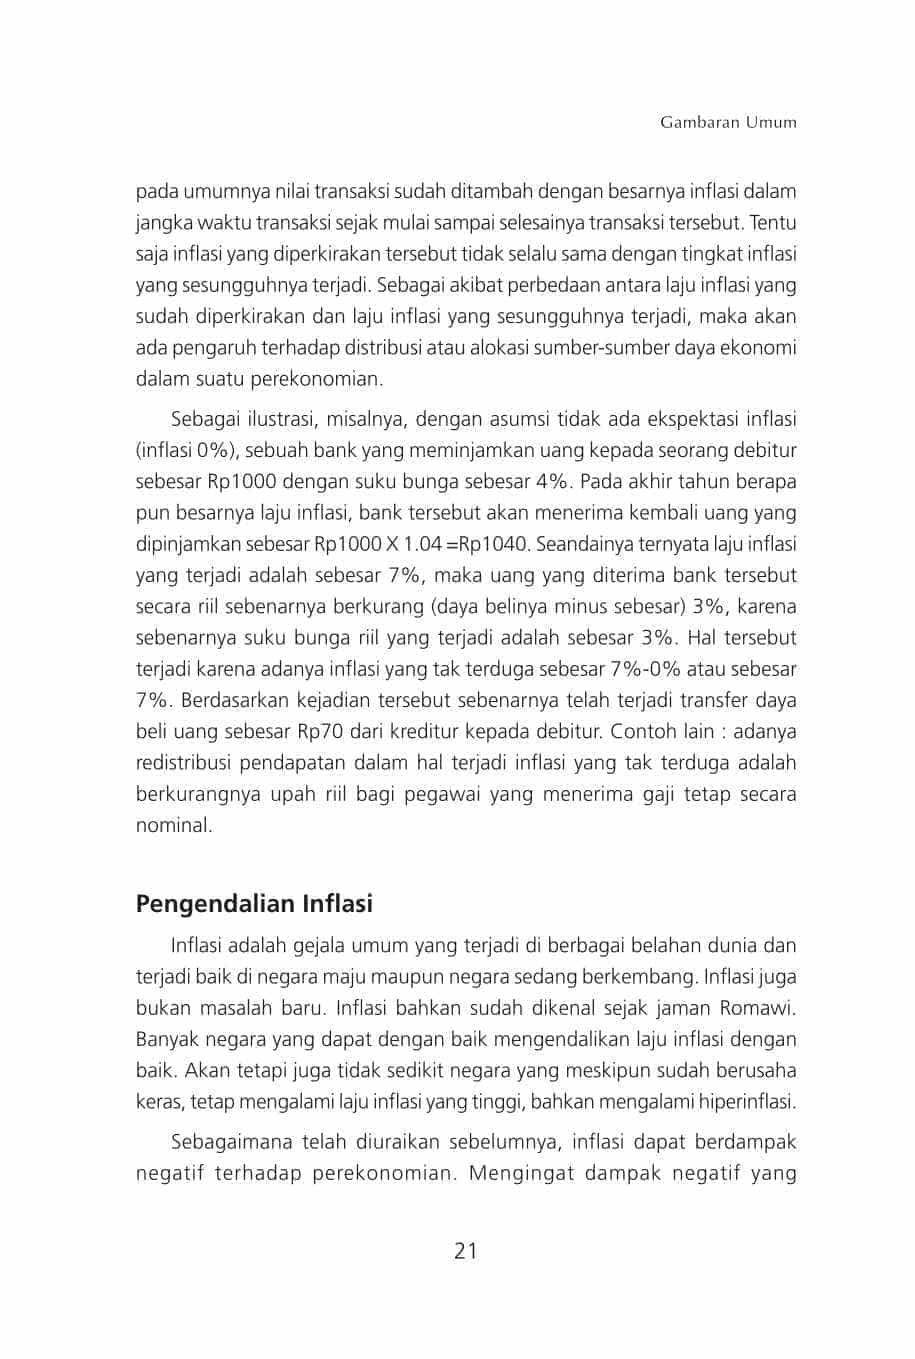 Gambaran Umum
pada umumnya nilai transaksi sudah ditambah dengan besarnya inflasi dalam
jangka waktu transaksi sejak mulai sampai selesainya transaksi tersebut. Tentu
saja inflasi yang diperkirakan tersebut tidak selalu sama dengan tingkat inflasi
yang sesungguhnya terjadi. Sebagai akibat perbedaan antara laju inflasi yang
sudah diperkirakan dan laju inflasi yang sesungguhnya terjadi, maka akan
ada pengaruh terhadap distribusi atau alokasi sumber-sumber daya ekonomi
dalam suatu perekonomian.
Sebagai ilustrasi, misalnya, dengan asumsi tidak ada ekspektasi inflasi
(inflasi 0%), sebuah bank yang meminjamkan uang kepada seorang debitur
sebesar Rp1000 dengan suku bunga sebesar 4%. Pada akhir tahun berapa
pun besarnya laju inflasi, bank tersebut akan menerima kembali uang yang
dipinjamkan sebesar Rp1000 X 1.04 =Rp1040. Seandainya ternyata laju inflasi
yang terjadi adalah sebesar 7%, maka uang yang diterima bank tersebut
secara riil sebenarnya berkurang (daya belinya minus sebesar) 3%, karena
sebenarnya suku bunga riil yang terjadi adalah sebesar 3%. Hal tersebut
terjadi karena adanya inflasi yang tak terduga sebesar 7%-0% atau sebesar
7%. Berdasarkan kejadian tersebut sebenarnya telah terjadi transfer daya
beli uang sebesar Rp70 dari kreditur kepada debitur. Contoh lain : adanya
redistribusi pendapatan dalam hal terjadi inflasi yang tak terduga adalah
berkurangnya upah riil bagi pegawai yang menerima gaji tetap secara
nominal.
Pengendalian Inflasi
Inflasi adalah gejala umum yang terjadi di berbagai belahan dunia dan
terjadi baik di negara maju maupun negara sedang berkembang. Inflasi juga
bukan masalah baru. Inflasi bahkan sudah dikenal sejak jaman Romawi.
Banyak negara yang dapat dengan baik mengendalikan laju inflasi dengan
baik. Akan tetapi juga tidak sedikit negara yang meskipun sudah berusaha
keras, tetap mengalami laju inflasi yang tinggi, bahkan mengalami hiperinflasi.
Sebagaimana telah diuraikan sebelumnya, inflasi dapat berdampak
negatif terhadap perekonomian. Mengingat dampak negatif yang
21